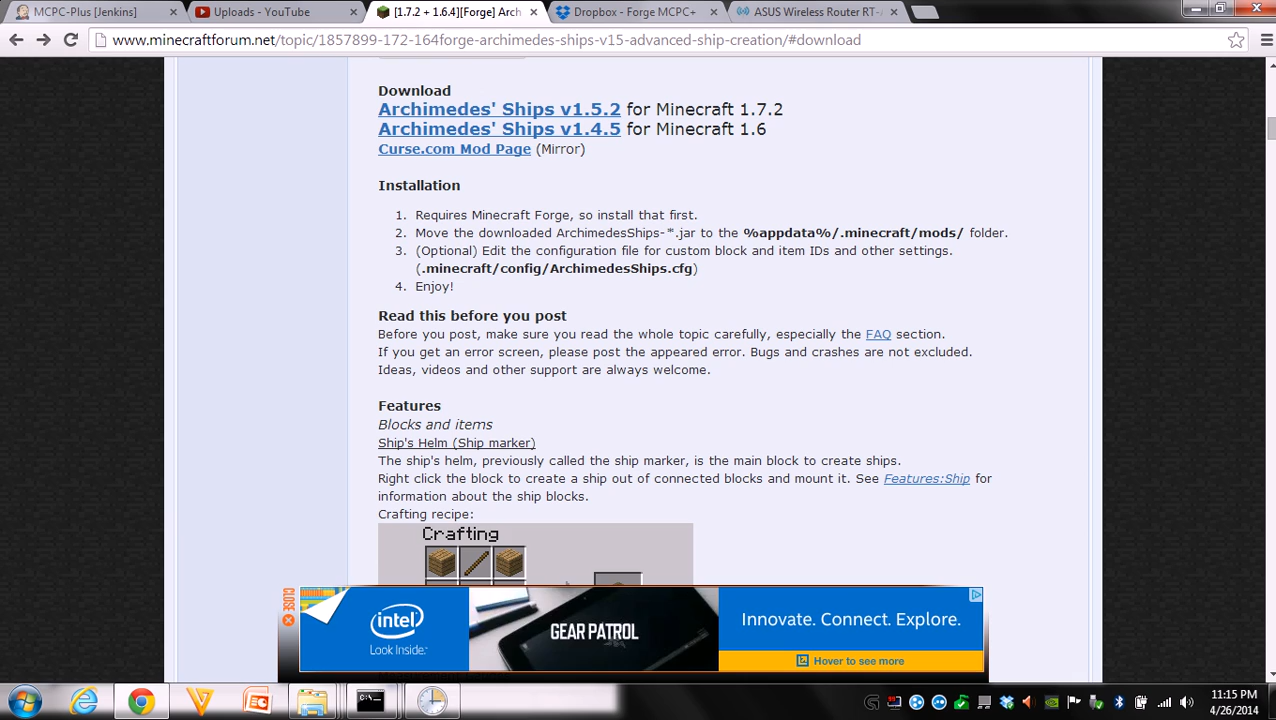 MCPC-Plus [Jenkins]
Uploads - YouTube
[1.7.2 + 1.6.4][Forge] Arch
Dropbox - Forge MCPC+
ASUS Wireless Router RT-
www.minecraftforum.net/topic/1857899-172-164forge-archimedes-ships-v15-advanced-ship-creation/#download
Download
Archimedes' Ships v1.5.2 for Minecraft 1.7.2
Archimedes' Ships v1.4.5 for Minecraft 1.6
Curse.com Mod Page (Mirror)
Installation
1. Requires Minecraft Forge, so install that first.
2. Move the downloaded ArchimedesShips-*.jar to the %appdata%/.minecraft/mods/ folder.
3. (Optional) Edit the configuration file for custom block and item IDs and other settings.
(.minecraft/config/ArchimedesShips.cfg)
4. Enjoy!
Read this before you post
Before you post, make sure you read the whole topic carefully, especially the FAQ section.
If you get an error screen, please post the appeared error. Bugs and crashes are not excluded.
Ideas, videos and other support are always welcome.
Features
Blocks and items
Ship's Helm (Ship marker)
The ship's helm, previously called the ship marker, is the main block to create ships.
Right click the block to create a ship out of connected blocks and mount it. See Features:Ship for
information about the ship blocks.
Crafting recipe:
Crafting
CLOSE
intel
Look Inside.™
GEAR PATROL
Innovate. Connect. Explore.
Hover to see more
11:15 PM
4/26/2014